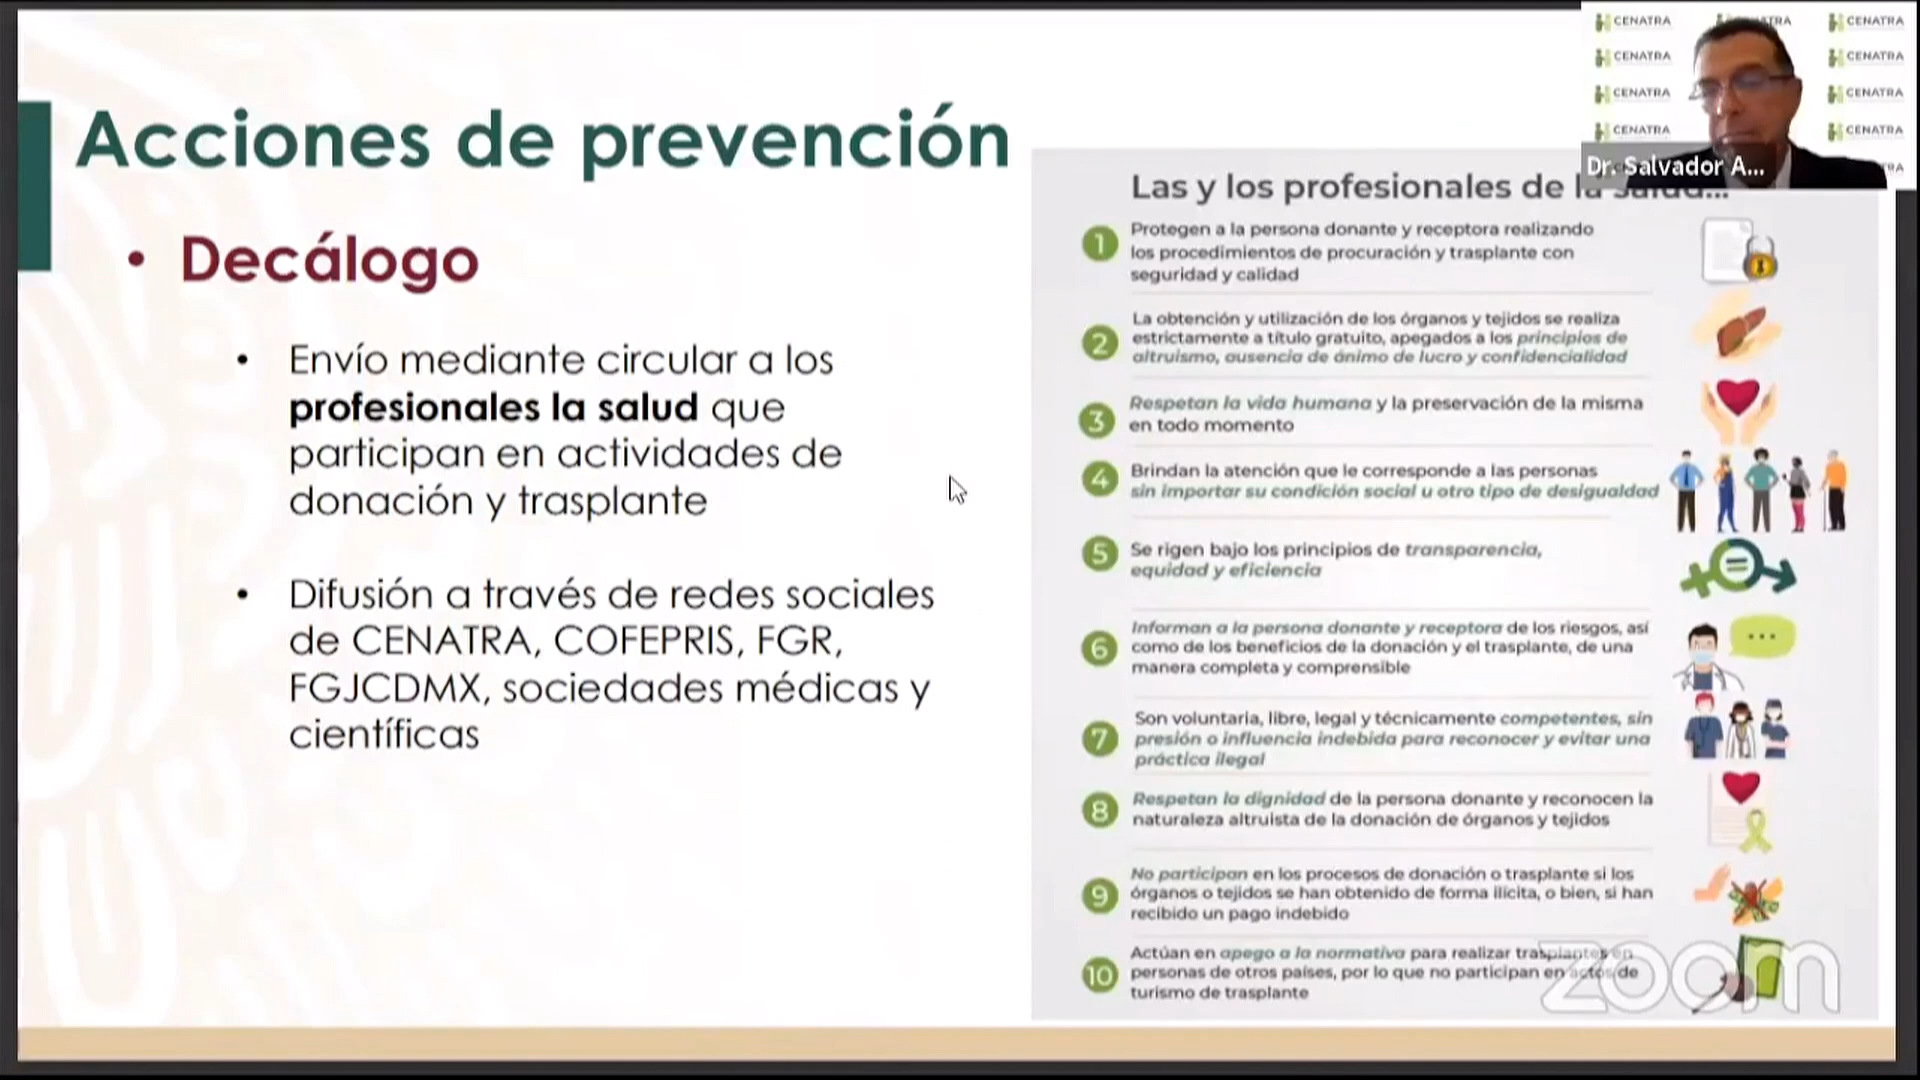 Acciones de prevención
• Decálogo
• Envío mediante circular a los
profesionales la salud que
participan en actividades de
donación y trasplante
• Difusión a través de redes sociales
de CENATRA, COFEPRIS, FGR,
FGJCDMX, sociedades médicas y
científicas
Las y los profesionales de la salud...
1 Protegen a la persona donante y receptora realizando
los procedimientos de procuración y trasplante con
seguridad y calidad
2 La obtención y utilización de los órganos y tejidos se realiza
estrictamente a título gratuito, apegados a los principios de
altruismo, ausencia de ánimo de lucro y confidencialidad
3 Respetan la vida humana y la preservación de la misma
en todo momento
4 Brindan la atención que le corresponde a las personas
sin importar su condición social u otro tipo de desigualdad
5 Se rigen bajo los principios de transparencia,
equidad y eficiencia
6 Informan a la persona donante y receptora de los riesgos, así
como de los beneficios de la donación y el trasplante, de una
manera completa y comprensible
7 Son voluntaria, libre, legal y técnicamente competentes, sin
presión o influencia indebida para reconocer y evitar una
práctica ilegal
8 Respetan la dignidad de la persona donante y reconocen la
naturaleza altruista de la donación de órganos y tejidos
9 No participan en los procesos de donación o trasplante si los
órganos o tejidos se han obtenido de forma ilícita, o bien, si han
recibido un pago indebido
10 Actúan en apego a la normativa para realizar trasplantes en
personas de otros países, por lo que no participan en actos de
turismo de trasplante
CENATRA CENATRA
CENATRA CENATRA
CENATRA CENATRA
CENATRA CENATRA
Dr. Salvador A...
zoom